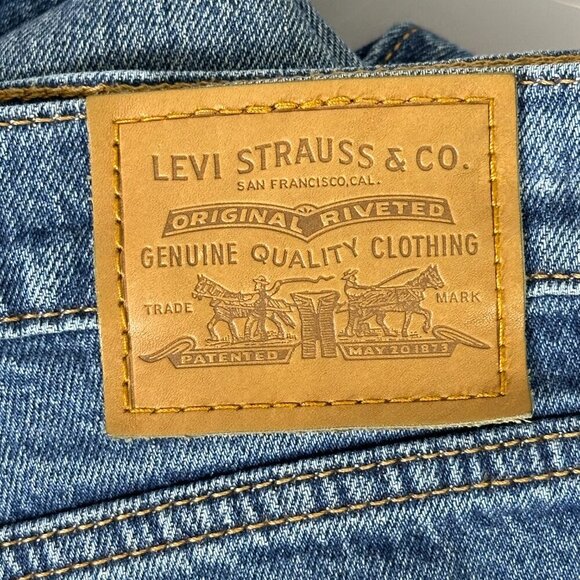 LEVI STRAUSS & CO.
SAN FRANCISCO, CAL.
ORIGINAL RIVETED
GENUINE QUALITY CLOTHING
TRADE MARK
PATENTED MAY 20 1873